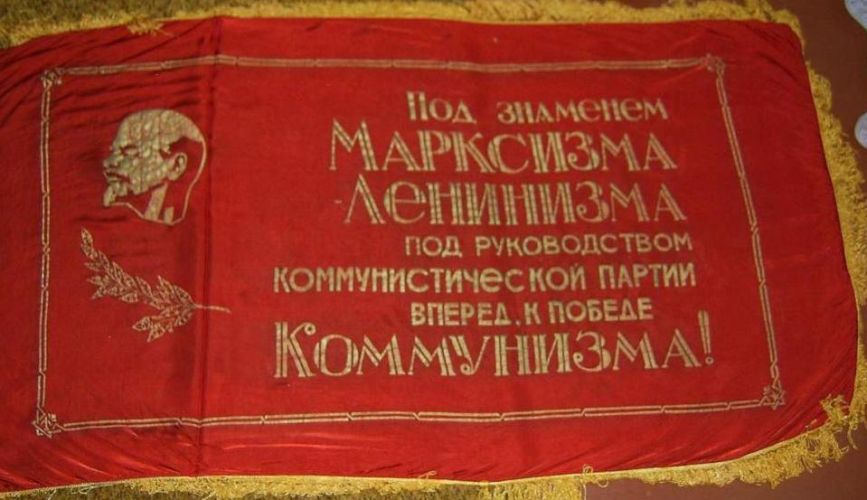 Под знаменем
Марксизма
-Ленинизма
под руководством
коммунистической партии
вперед, к победе
Коммунизма!